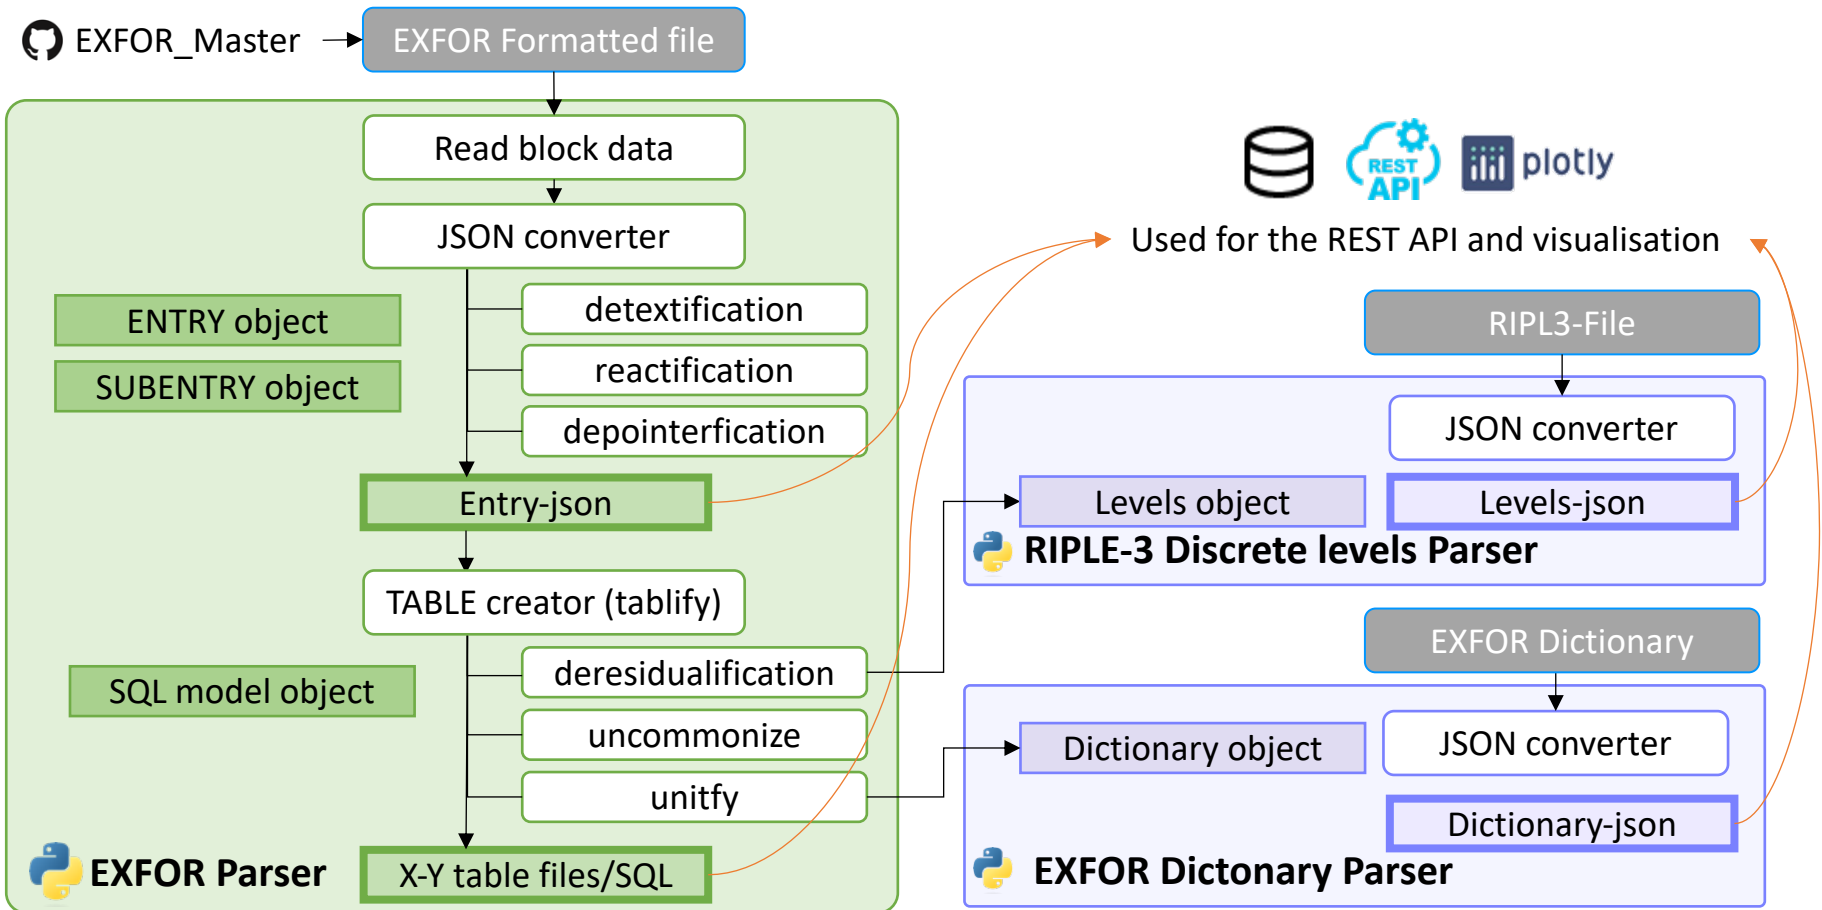 EXFOR_Master
EXFOR Formatted file
Read block data
JSON converter
detextification
ENTRY object
reactification
SUBENTRY object
depointerfication
Entry-json
TABLE creator (tablify)
deresidualification
SQL model object
uncommonize
unitfy
EXFOR Parser
X-Y table files/SQL
REST
API
plotly
Used for the REST API and visualisation
RIPL3-File
JSON converter
Levels object
Levels-json
RIPLE-3 Discrete levels Parser
EXFOR Dictionary
Dictionary object
JSON converter
Dictionary-json
EXFOR Dictonary Parser